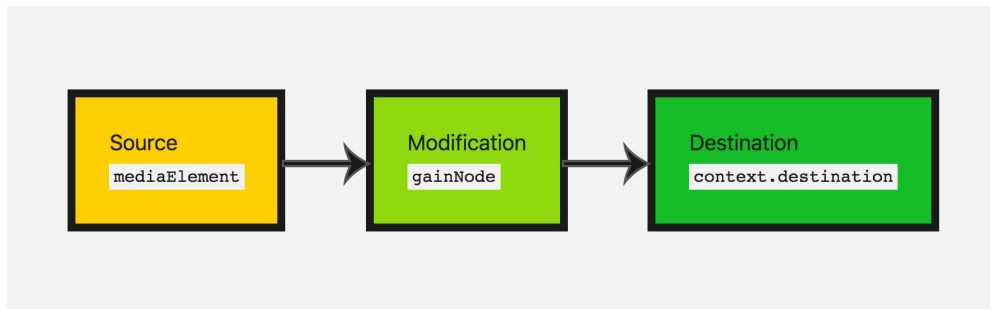 Source
mediaElement
Modification
gainNode
Destination
context.destination